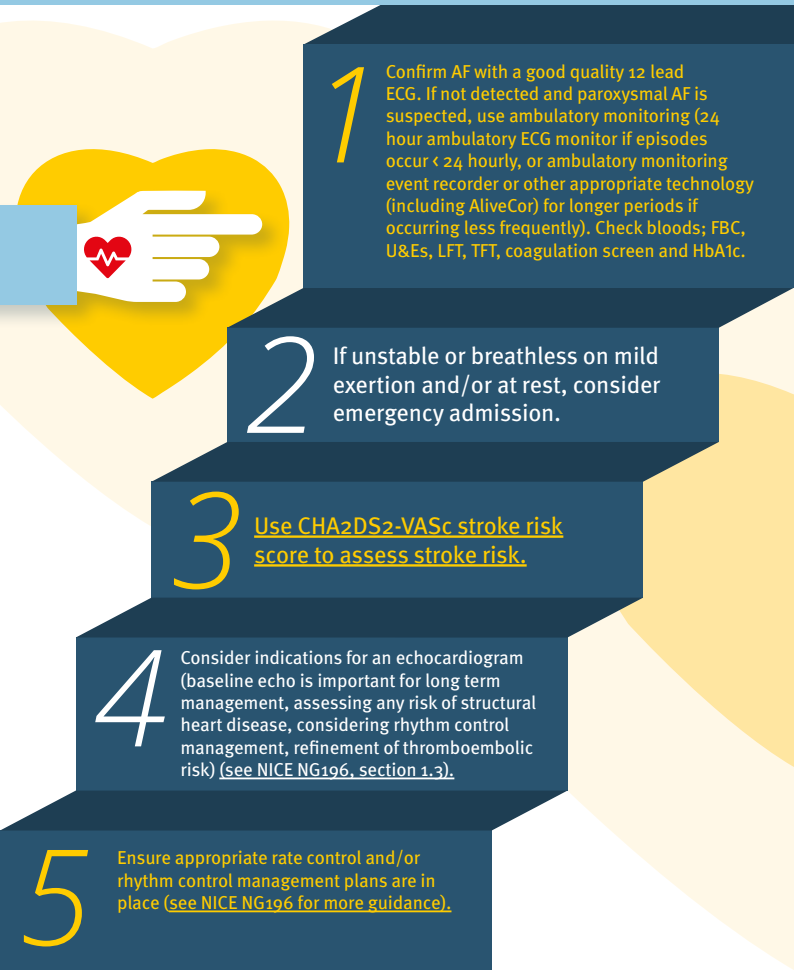 1
Confirm AF with a good quality 12 lead
ECG. If not detected and paroxysmal AF is
suspected, use ambulatory monitoring (24
hour ambulatory ECG monitor if episodes
occur < 24 hourly, or ambulatory monitoring
event recorder or other appropriate technology
(including AliveCor) for longer periods if
occurring less frequently). Check bloods; FBC,
U&Es, LFT, TFT, coagulation screen and HbA1c.
2
If unstable or breathless on mild
exertion and/or at rest, consider
emergency admission.
3
Use CHA2DS2-VASc stroke risk
score to assess stroke risk.
4
Consider indications for an echocardiogram
(baseline echo is important for long term
management, assessing any risk of structural
heart disease, considering rhythm control
management, refinement of thromboembolic
risk) (see NICE NG196, section 1.3).
5
Ensure appropriate rate control and/or
rhythm control management plans are in
place (see NICE NG196 for more guidance).